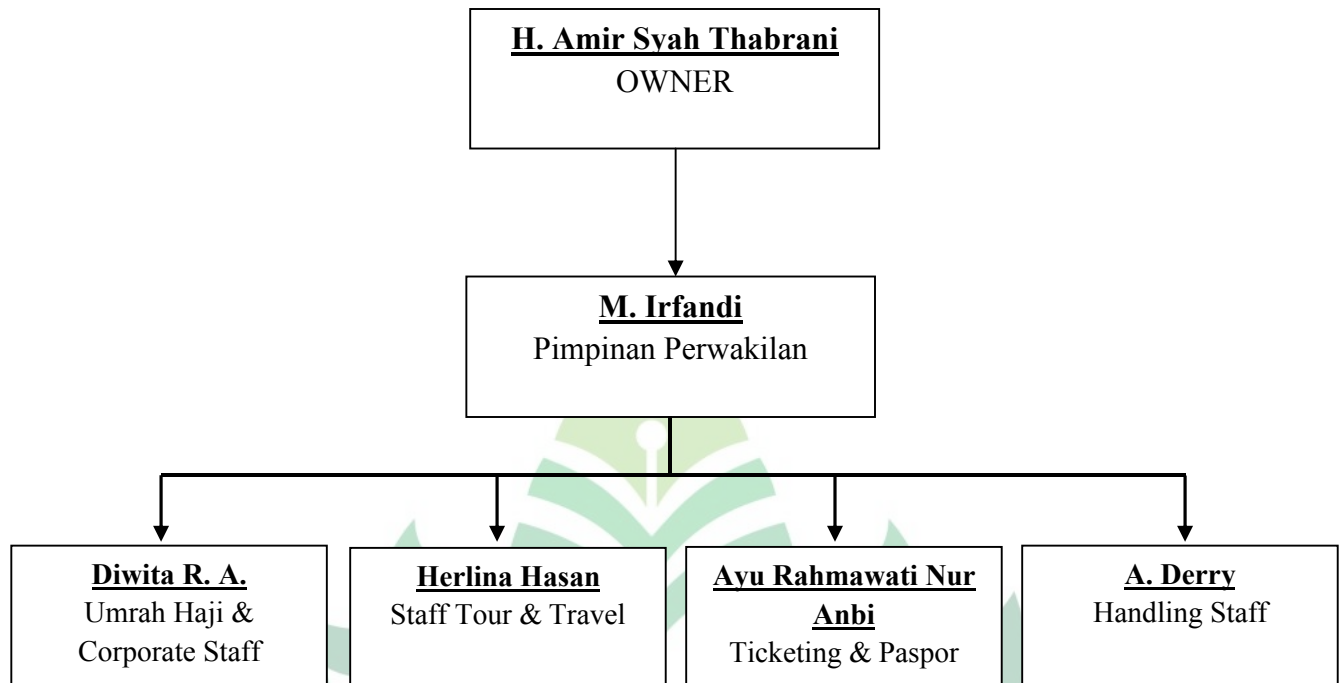 H. Amir Syah Thabrani
OWNER
M. Irfandi
Pimpinan Perwakilan
Diwita R. A.
Umrah Haji &
Corporate Staff
Herlina Hasan
Staff Tour & Travel
Ayu Rahmawati Nur
Anbi
Ticketing & Paspor
A. Derry
Handling Staff